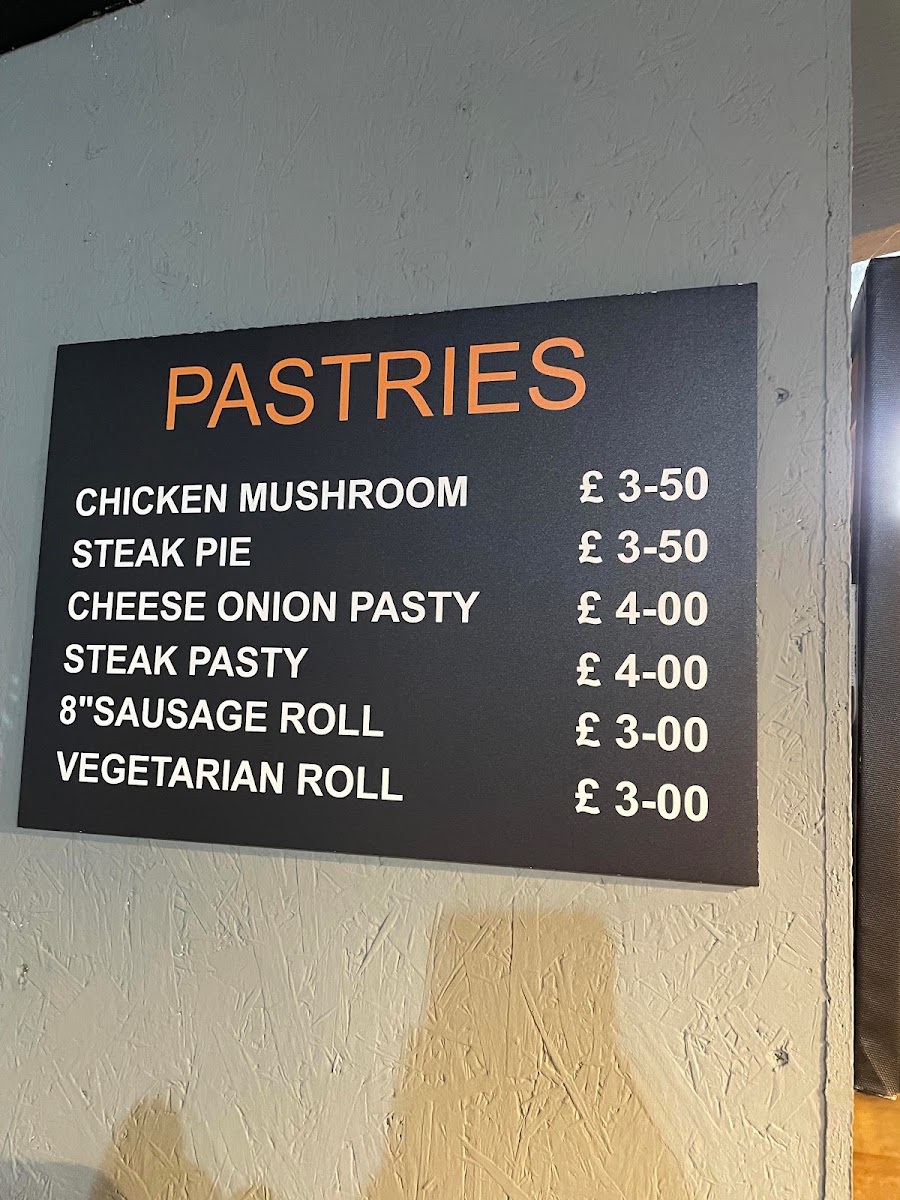 PASTRIES
CHICKEN MUSHROOM £ 3-50
STEAK PIE £ 3-50
CHEESE ONION PASTY £ 4-00
STEAK PASTY £ 4-00
8"SAUSAGE ROLL £ 3-00
VEGETARIAN ROLL £ 3-00